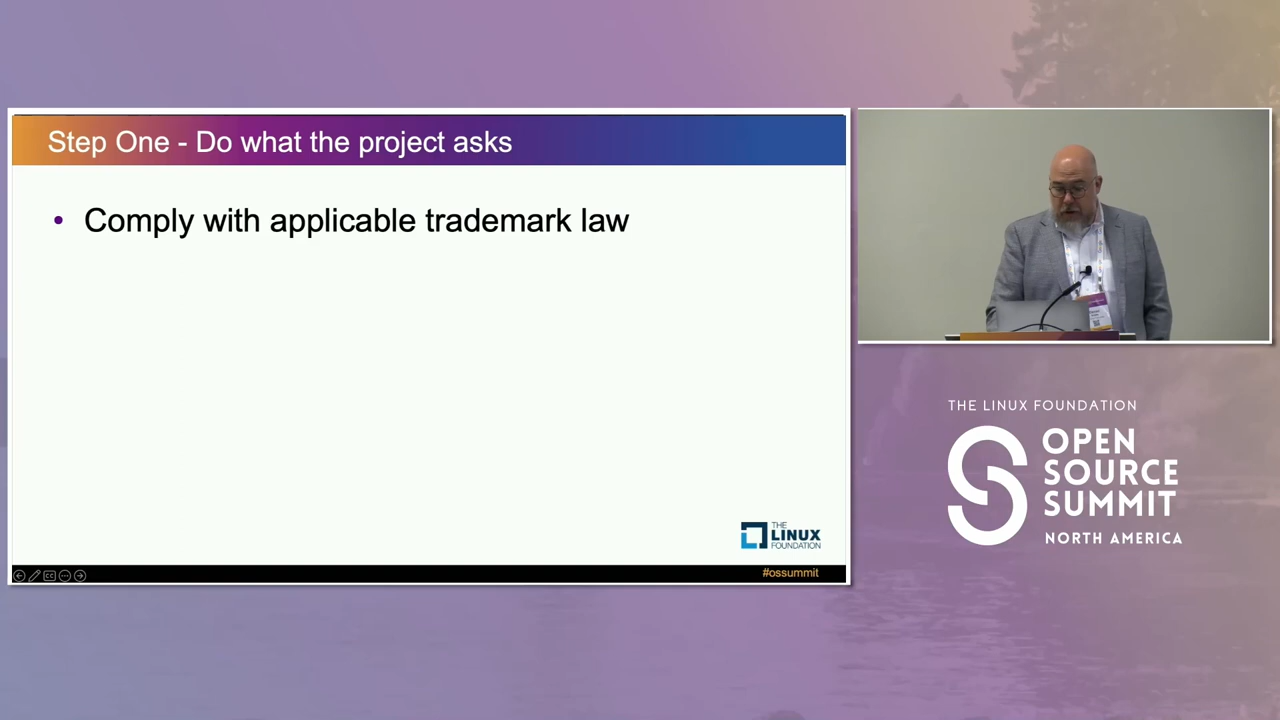 Step One - Do what the project asks
• Comply with applicable trademark law
THE
LINUX
FOUNDATION
#ossummit
THE LINUX FOUNDATION
OPEN
SOURCE
SUMMIT
NORTH AMERICA